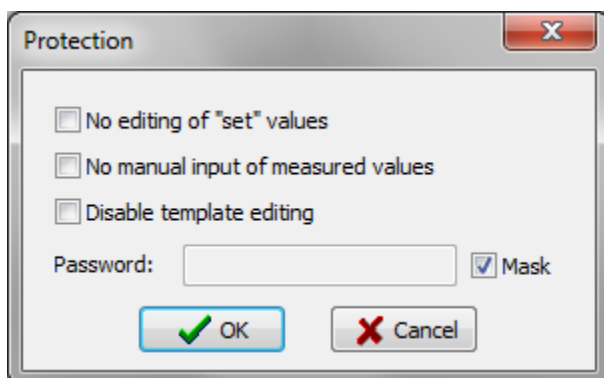 Protection
No editing of "set" values
No manual input of measured values
Disable template editing
Password:
Mask
OK
Cancel